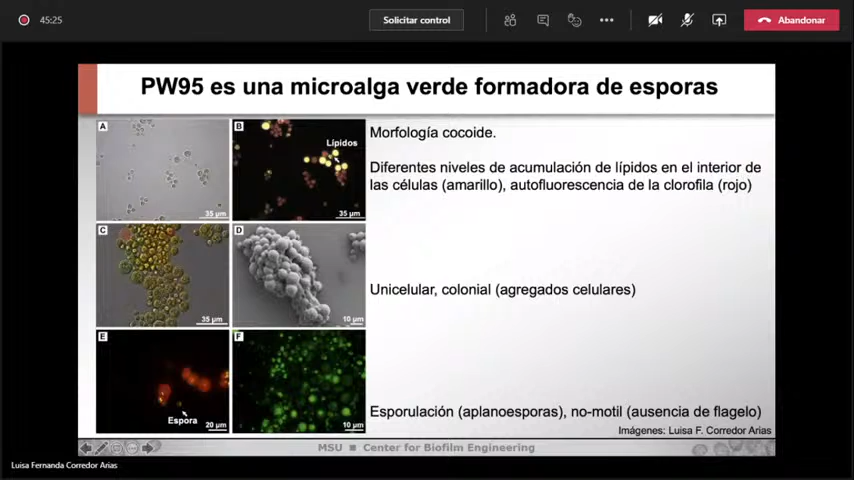 45:25
Solicitar control
Abandonar
PW95 es una microalga verde formadora de esporas
A
B
Lípidos
35 µm
35 µm
Morfología cocoide.
Diferentes niveles de acumulación de lípidos en el interior de
las células (amarillo), autofluorescencia de la clorofila (rojo)
C
D
35 µm
10 µm
Unicelular, colonial (agregados celulares)
E
F
Espora
20 µm
10 µm
Esporulación (aplanoesporas), no-motil (ausencia de flagelo)
Imágenes: Luisa F. Corredor Arias
MSU ■ Center for Biofilm Engineering
Luisa Fernanda Corredor Arias